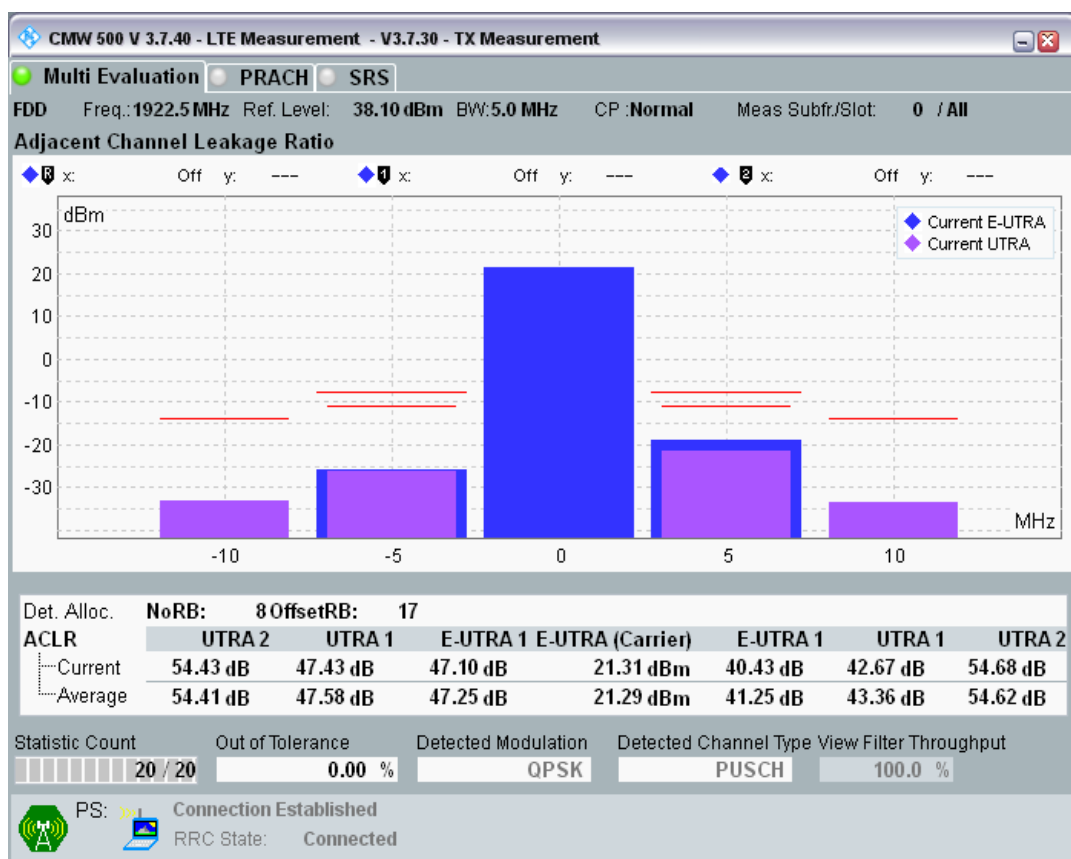 CMW 500 V 3.7.40 - LTE Measurement - V3.7.30 - TX Measurement
Multi Evaluation PRACH SRS
FDD Freq.: 1922.5 MHz Ref. Level: 38.10 dBm BW: 5.0 MHz CP : Normal Meas Subfr./Slot: 0 / All
Adjacent Channel Leakage Ratio
R x: Off y: --- 1 x: Off y: --- 2 x: Off y: ---
dBm
Current E-UTRA
Current UTRA
30
20
10
0
-10
-20
-30
MHz
-10 -5 0 5 10
Det. Alloc. NoRB: 8 OffsetRB: 17
ACLR UTRA 2 UTRA 1 E-UTRA 1 E-UTRA (Carrier) E-UTRA 1 UTRA 1 UTRA 2
Current 54.43 dB 47.43 dB 47.10 dB 21.31 dBm 40.43 dB 42.67 dB 54.68 dB
Average 54.41 dB 47.58 dB 47.25 dB 21.29 dBm 41.25 dB 43.36 dB 54.62 dB
Statistic Count Out of Tolerance Detected Modulation Detected Channel Type View Filter Throughput
20 / 20 0.00 % QPSK PUSCH 100.0 %
PS: Connection Established
RRC State: Connected